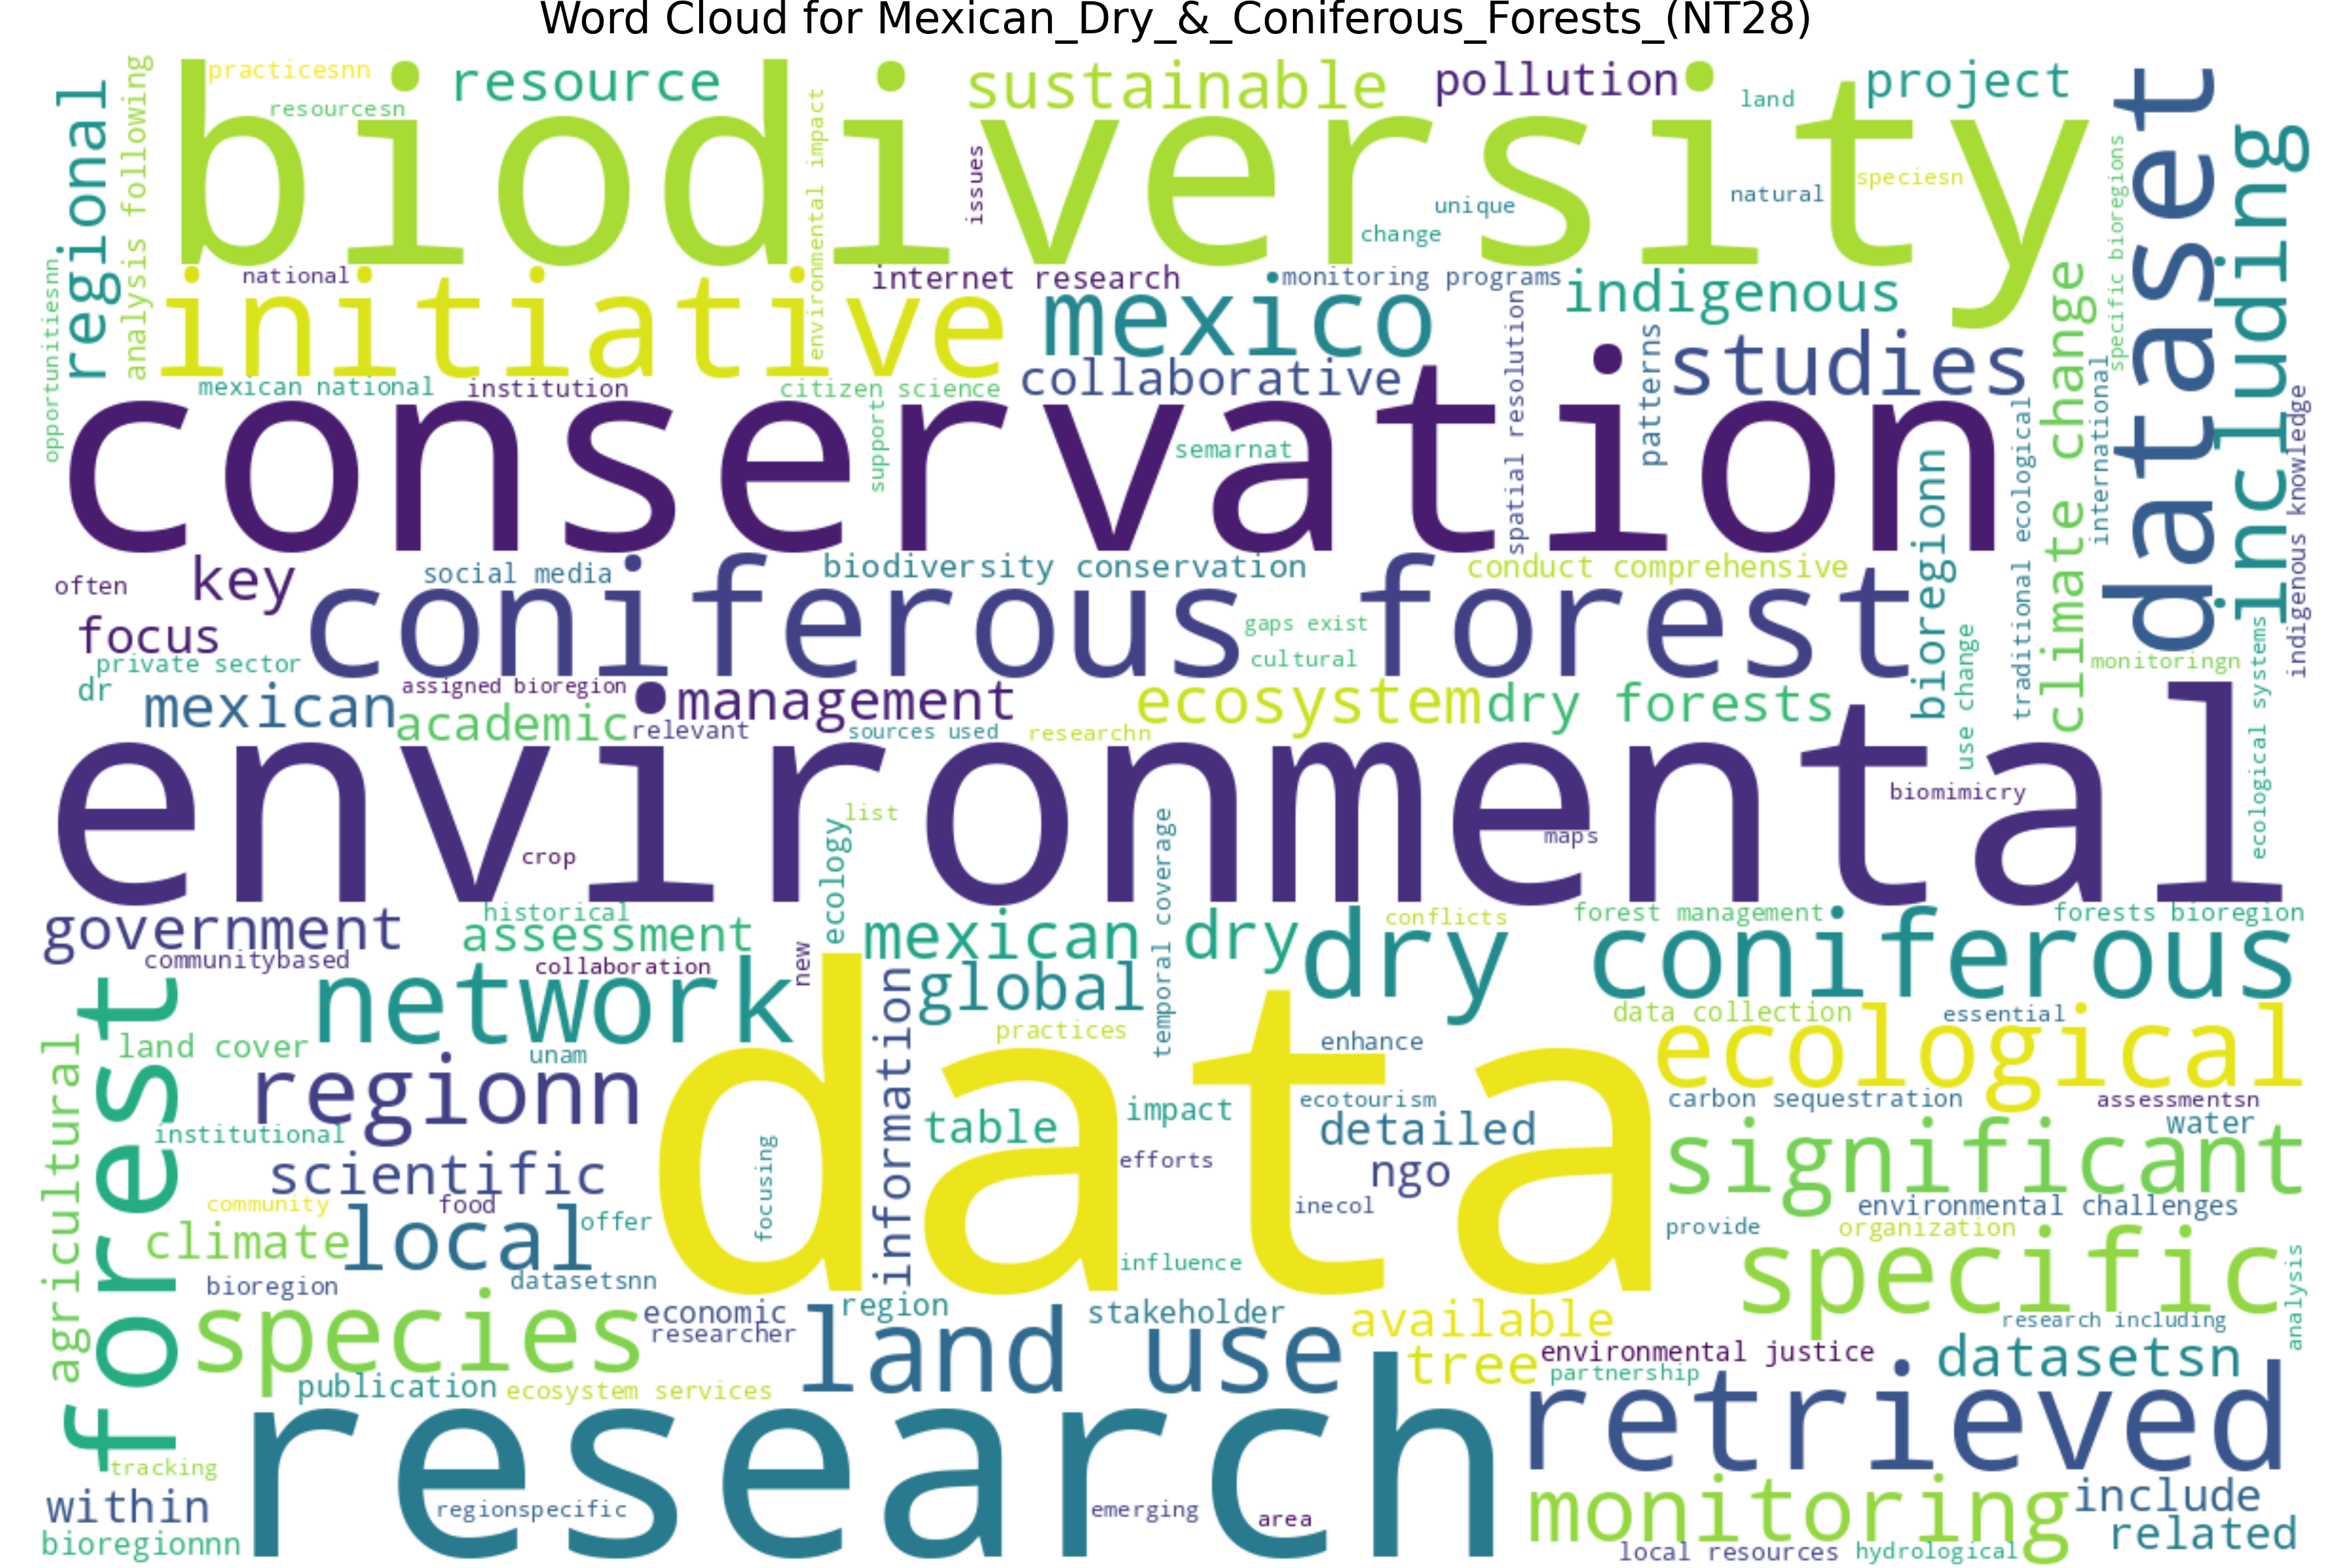 Word Cloud for Mexican_Dry_&_Coniferous_Forests_(NT28)
practicesnn
resource
sustainable
pollution
land
project
resourcesn
regional
analysis following
biodiversity
environmental impact
issues
unique
change
natural
speciesn
specific bioregions
dataset
including
opportunitiesnn
national
initiative
internet research
monitoring programs
mexico
indigenous
mexican national
institution
citizen science
collaborative
spatial resolution
patterns
studies
climate change
international
conservation
support
semarnat
traditional ecological
indigenous knowledge
often
key
social media
biodiversity conservation
conduct comprehensive
bioregionn
focus
coniferous forest
gaps exist
cultural
private sector
use change
monitoringn
dr
mexican
assigned bioregion
management
ecosystem
dry forests
academic
relevant
sources used
researchn
ecological systems
environmental
list
crop
ecology
temporal coverage
maps
biomimicry
government
historical
assessment
mexican dry
dry
conflicts
forest management
forests bioregion
communitybased
collaboration
new
coniferous
forest
network
global
information
data collection
essential
practices
enhance
ecological
agricultural
land cover
unam
regionn
data
table
impact
ecotourism
detailed
carbon sequestration
assessmentsn
water
institutional
focusing
efforts
ngo
significant
scientific
community
food
inecol
environmental challenges
climate
local
offer
provide
organization
influence
specific
bioregion
datasetsnn
analysis
species
economic
region
stakeholder
available
research including
researcher
land use
tree
environmental justice
datasetsn
publication
ecosystem services
partnership
research
retrieved
tracking
within
regionspecific
emerging
area
monitoring
include
bioregionnn
related
local resources
hydrological